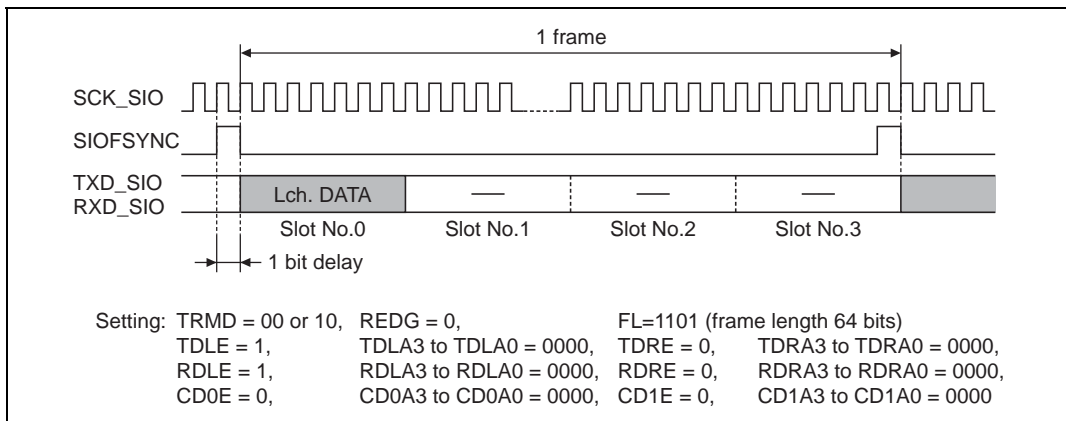 1 frame
SCK_SIO
SIOFSYNC
TXD_SIO
RXD_SIO
Lch. DATA
Slot No.0 Slot No.1 Slot No.2 Slot No.3
1 bit delay
Setting: TRMD = 00 or 10, REDG = 0, FL=1101 (frame length 64 bits)
TDLE = 1, TDLA3 to TDLA0 = 0000, TDRE = 0, TDRA3 to TDRA0 = 0000,
RDLE = 1, RDLA3 to RDLA0 = 0000, RDRE = 0, RDRA3 to RDRA0 = 0000,
CD0E = 0, CD0A3 to CD0A0 = 0000, CD1E = 0, CD1A3 to CD1A0 = 0000